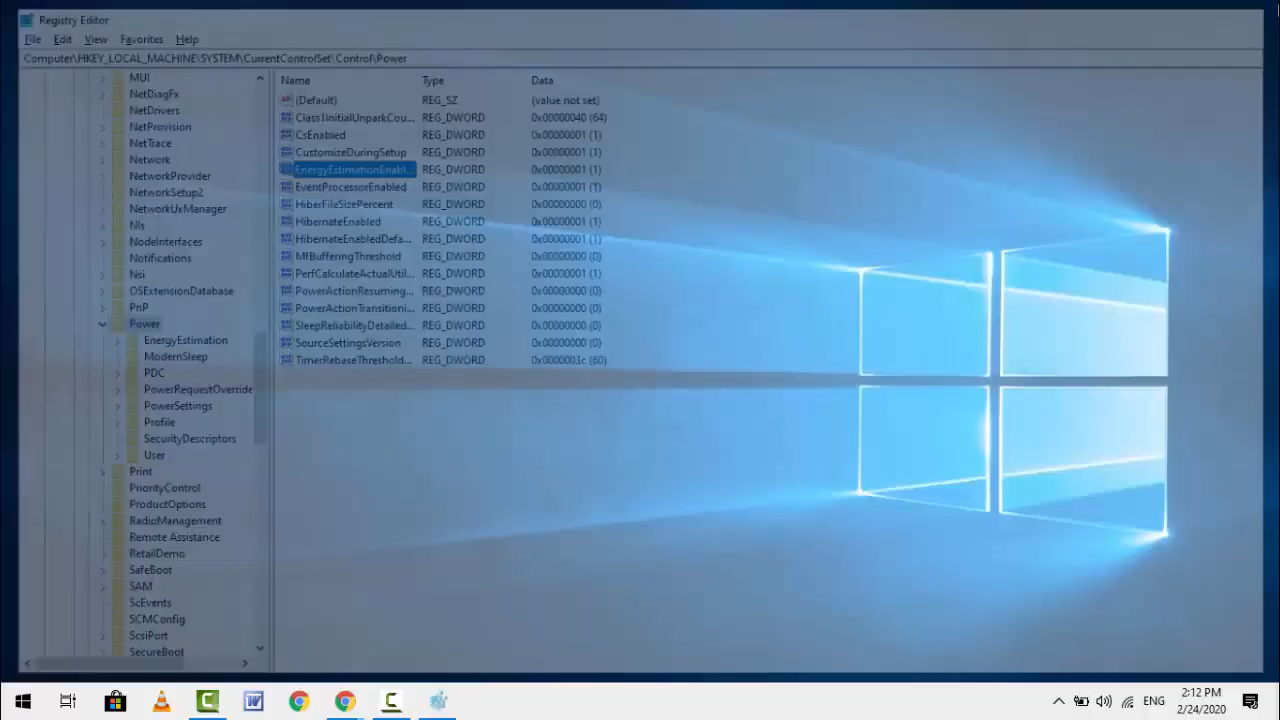 Registry Editor
File Edit View Favorites Help
Computer\HKEY_LOCAL_MACHINE\SYSTEM\CurrentControlSet\Control\Power
MUI
NetDiagFx
NetDrivers
NetProvision
NetTrace
Network
NetworkProvider
NetworkSetup2
NetworkUxManager
Nls
NodeInterfaces
Notifications
Nsi
OSExtensionDatabase
PnP
Power
EnergyEstimation
ModernSleep
PDC
PowerRequestOverride
PowerSettings
Profile
SecurityDescriptors
User
Print
PriorityControl
ProductOptions
RadioManagement
Remote Assistance
RetailDemo
SafeBoot
SAM
ScEvents
SCMConfig
ScsiPort
SecureBoot
Name Type Data
(Default) REG_SZ (value not set)
Class1InitialUnparkCou... REG_DWORD 0x00000040 (64)
CsEnabled REG_DWORD 0x00000001 (1)
CustomizeDuringSetup REG_DWORD 0x00000001 (1)
EnergyEstimationEnabl... REG_DWORD 0x00000001 (1)
EventProcessorEnabled REG_DWORD 0x00000001 (1)
HiberFileSizePercent REG_DWORD 0x00000000 (0)
HibernateEnabled REG_DWORD 0x00000001 (1)
HibernateEnabledDefa... REG_DWORD 0x00000001 (1)
MfBufferingThreshold REG_DWORD 0x00000000 (0)
PerfCalculateActualUtil... REG_DWORD 0x00000001 (1)
PowerActionResuming... REG_DWORD 0x00000000 (0)
PowerActionTransitioni... REG_DWORD 0x00000000 (0)
SleepReliabilityDetailed... REG_DWORD 0x00000000 (0)
SourceSettingsVersion REG_DWORD 0x00000000 (0)
TimerRebaseThreshold... REG_DWORD 0x0000003c (60)
ENG
2:12 PM
2/24/2020